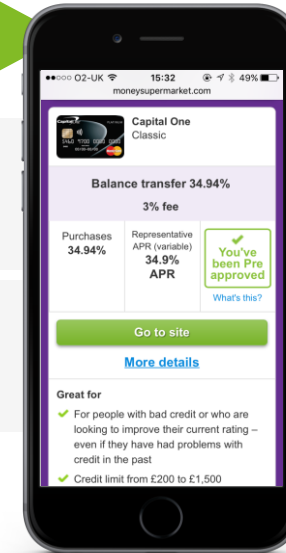 O2-UK 15:32 49%
moneysupermarket.com
Capital One
Classic
Balance transfer 34.94%
3% fee
Purchases
34.94%
Representative
APR (variable)
34.9%
APR
You've
been Pre
approved
What's this?
Go to site
More details
Great for
For people with bad credit or who are
looking to improve their current rating –
even if they have had problems with
credit in the past
Credit limit from £200 to £1,500